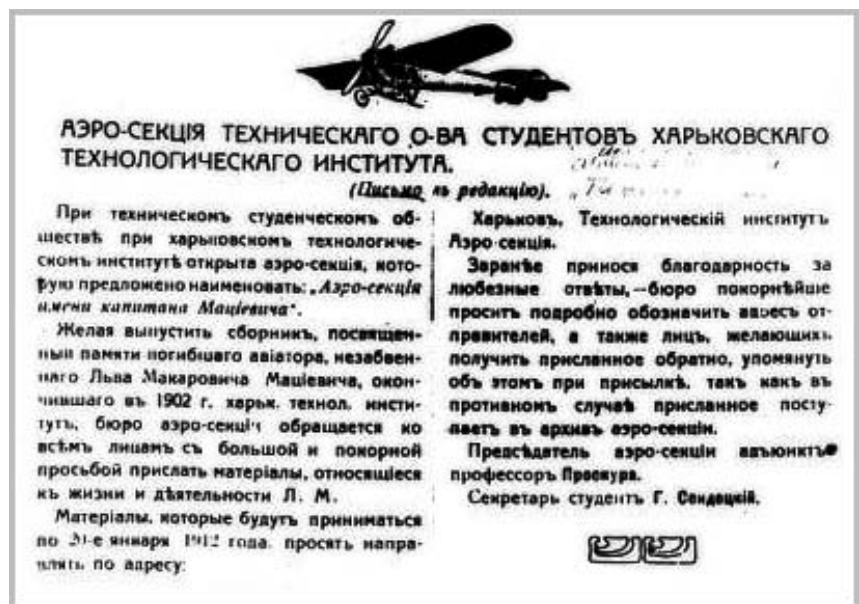 АЭРО-СЕКЦІЯ ТЕХНИЧЕСКАГО О-ВА СТУДЕНТОВЪ ХАРЬКОВСКАГО
ТЕХНОЛОГИЧЕСКАГО ИНСТИТУТА.
(Письмо въ редакцію).
При техническомъ студенческомъ об-
ществѣ при харьковскомъ технологиче-
скомъ институтѣ открыта аэро-секція, кото-
рую предложено наименовать: „Аэро-секція
имени капитана Маціевича".
Желая выпустить сборникъ, посвящен-
ный памяти погибшаго авіатора, незабвен-
наго Льва Макаровича Маціевича, окон-
чившаго въ 1902 г. харьк. технол. инсти-
тутъ, бюро аэро-секціи обращается ко
всѣмъ лицамъ съ большой и покорной
просьбой прислать матеріалы, относящіеся
къ жизни и дѣятельности Л. М.
Матеріалы, которые будутъ приниматься
по 20-е января 1912 года, просятъ напра-
влять по адресу:
Харьковъ, Технологическій институтъ
Аэро-секція.
Заранѣе принося благодарность за
любезные отвѣты,—бюро покорнѣйше
проситъ подробно обозначить адресъ от-
правителей, а также лицъ, желающихъ
получить присланное обратно, упомянуть
объ этомъ при присылкѣ, такъ какъ въ
противномъ случаѣ присланное посту-
паетъ въ архивъ аэро-секціи.
Предсѣдатель аэро-секціи адъюнктъ
профессоръ Проскура.
Секретарь студентъ Г. Сендецкій.